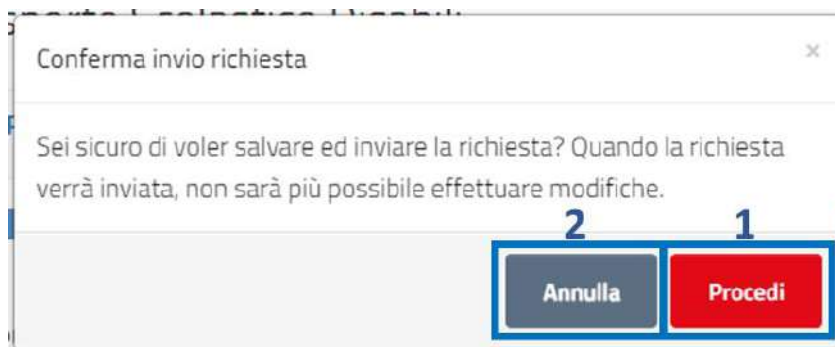 Conferma invio richiesta ×
Sei sicuro di voler salvare ed inviare la richiesta? Quando la richiesta
verrà inviata, non sarà più possibile effettuare modifiche.
2 1
Annulla Procedi